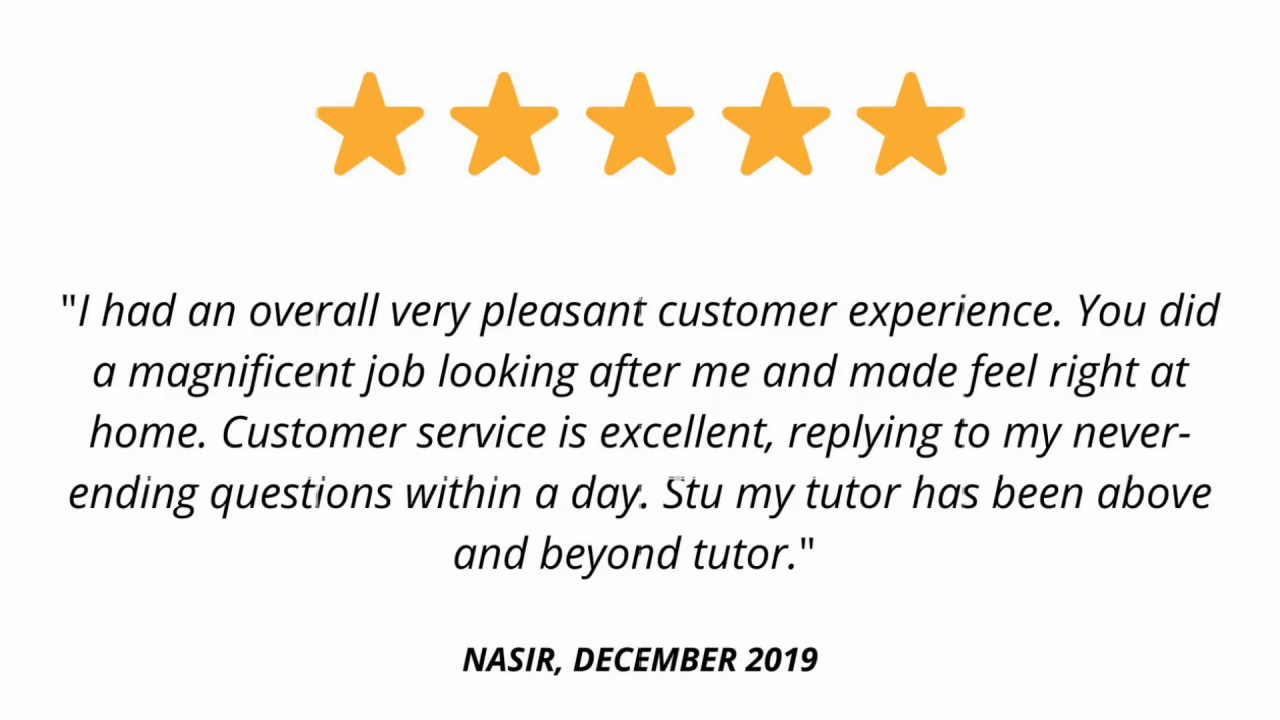 "I had an overall very pleasant customer experience. You did
a magnificent job looking after me and made feel right at
home. Customer service is excellent, replying to my never-
ending questions within a day. Stu my tutor has been above
and beyond tutor."
NASIR, DECEMBER 2019